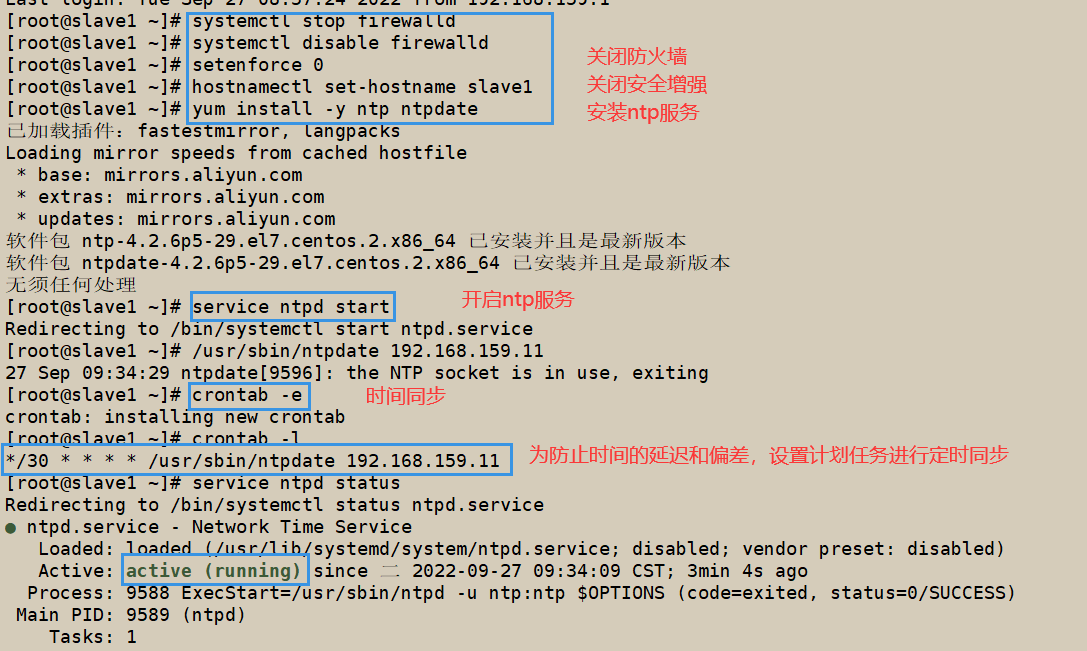 Last login: Tue Sep 27 08:57:24 2022 from 192.168.159.1
[root@slave1 ~]# systemctl stop firewalld
[root@slave1 ~]# systemctl disable firewalld
关闭防火墙
[root@slave1 ~]# setenforce 0
关闭安全增强
[root@slave1 ~]# hostnamectl set-hostname slave1
[root@slave1 ~]# yum install -y ntp ntpdate
安装ntp服务
已加载插件：fastestmirror, langpacks
Loading mirror speeds from cached hostfile
* base: mirrors.aliyun.com
* extras: mirrors.aliyun.com
* updates: mirrors.aliyun.com
软件包 ntp-4.2.6p5-29.el7.centos.2.x86_64 已安装并且是最新版本
软件包 ntpdate-4.2.6p5-29.el7.centos.2.x86_64 已安装并且是最新版本
无须任何处理
[root@slave1 ~]# service ntpd start
开启ntp服务
Redirecting to /bin/systemctl start ntpd.service
[root@slave1 ~]# /usr/sbin/ntpdate 192.168.159.11
27 Sep 09:34:29 ntpdate[9596]: the NTP socket is in use, exiting
[root@slave1 ~]# crontab -e
时间同步
crontab: installing new crontab
[root@slave1 ~]# crontab -l
*/30 * * * * /usr/sbin/ntpdate 192.168.159.11
为防止时间的延迟和偏差，设置计划任务进行定时同步
[root@slave1 ~]# service ntpd status
Redirecting to /bin/systemctl status ntpd.service
● ntpd.service - Network Time Service
Loaded: loaded (/usr/lib/systemd/system/ntpd.service; disabled; vendor preset: disabled)
Active: active (running) since 二 2022-09-27 09:34:09 CST; 3min 4s ago
Process: 9588 ExecStart=/usr/sbin/ntpd -u ntp:ntp $OPTIONS (code=exited, status=0/SUCCESS)
Main PID: 9589 (ntpd)
Tasks: 1